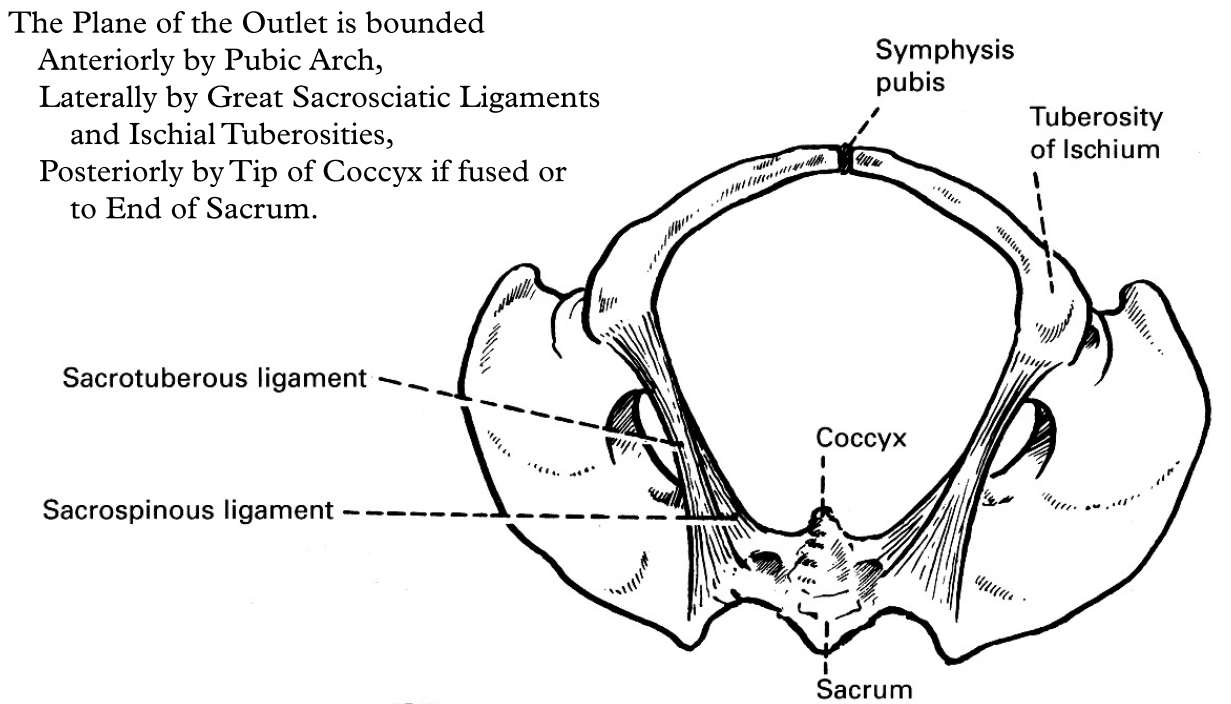 The Plane of the Outlet is bounded
Anteriorly by Pubic Arch,
Laterally by Great Sacrosciatic Ligaments
and Ischial Tuberosities,
Posteriorly by Tip of Coccyx if fused or
to End of Sacrum.
Symphysis
pubis
Tuberosity
of Ischium
Sacrotuberous ligament
Coccyx
Sacrospinous ligament
Sacrum